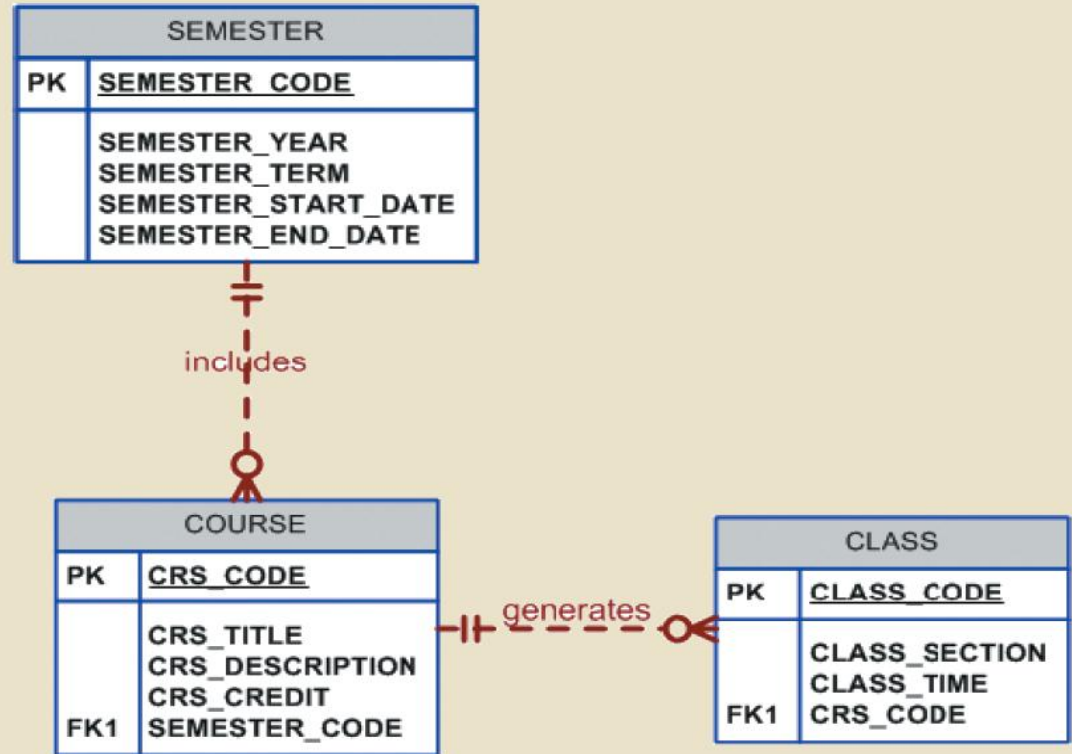 SEMESTER
PK SEMESTER_CODE
SEMESTER_YEAR
SEMESTER_TERM
SEMESTER_START_DATE
SEMESTER_END_DATE
includes
COURSE
PK CRS_CODE
CRS_TITLE
CRS_DESCRIPTION
CRS_CREDIT
FK1 SEMESTER_CODE
generates
CLASS
PK CLASS_CODE
CLASS_SECTION
CLASS_TIME
FK1 CRS_CODE